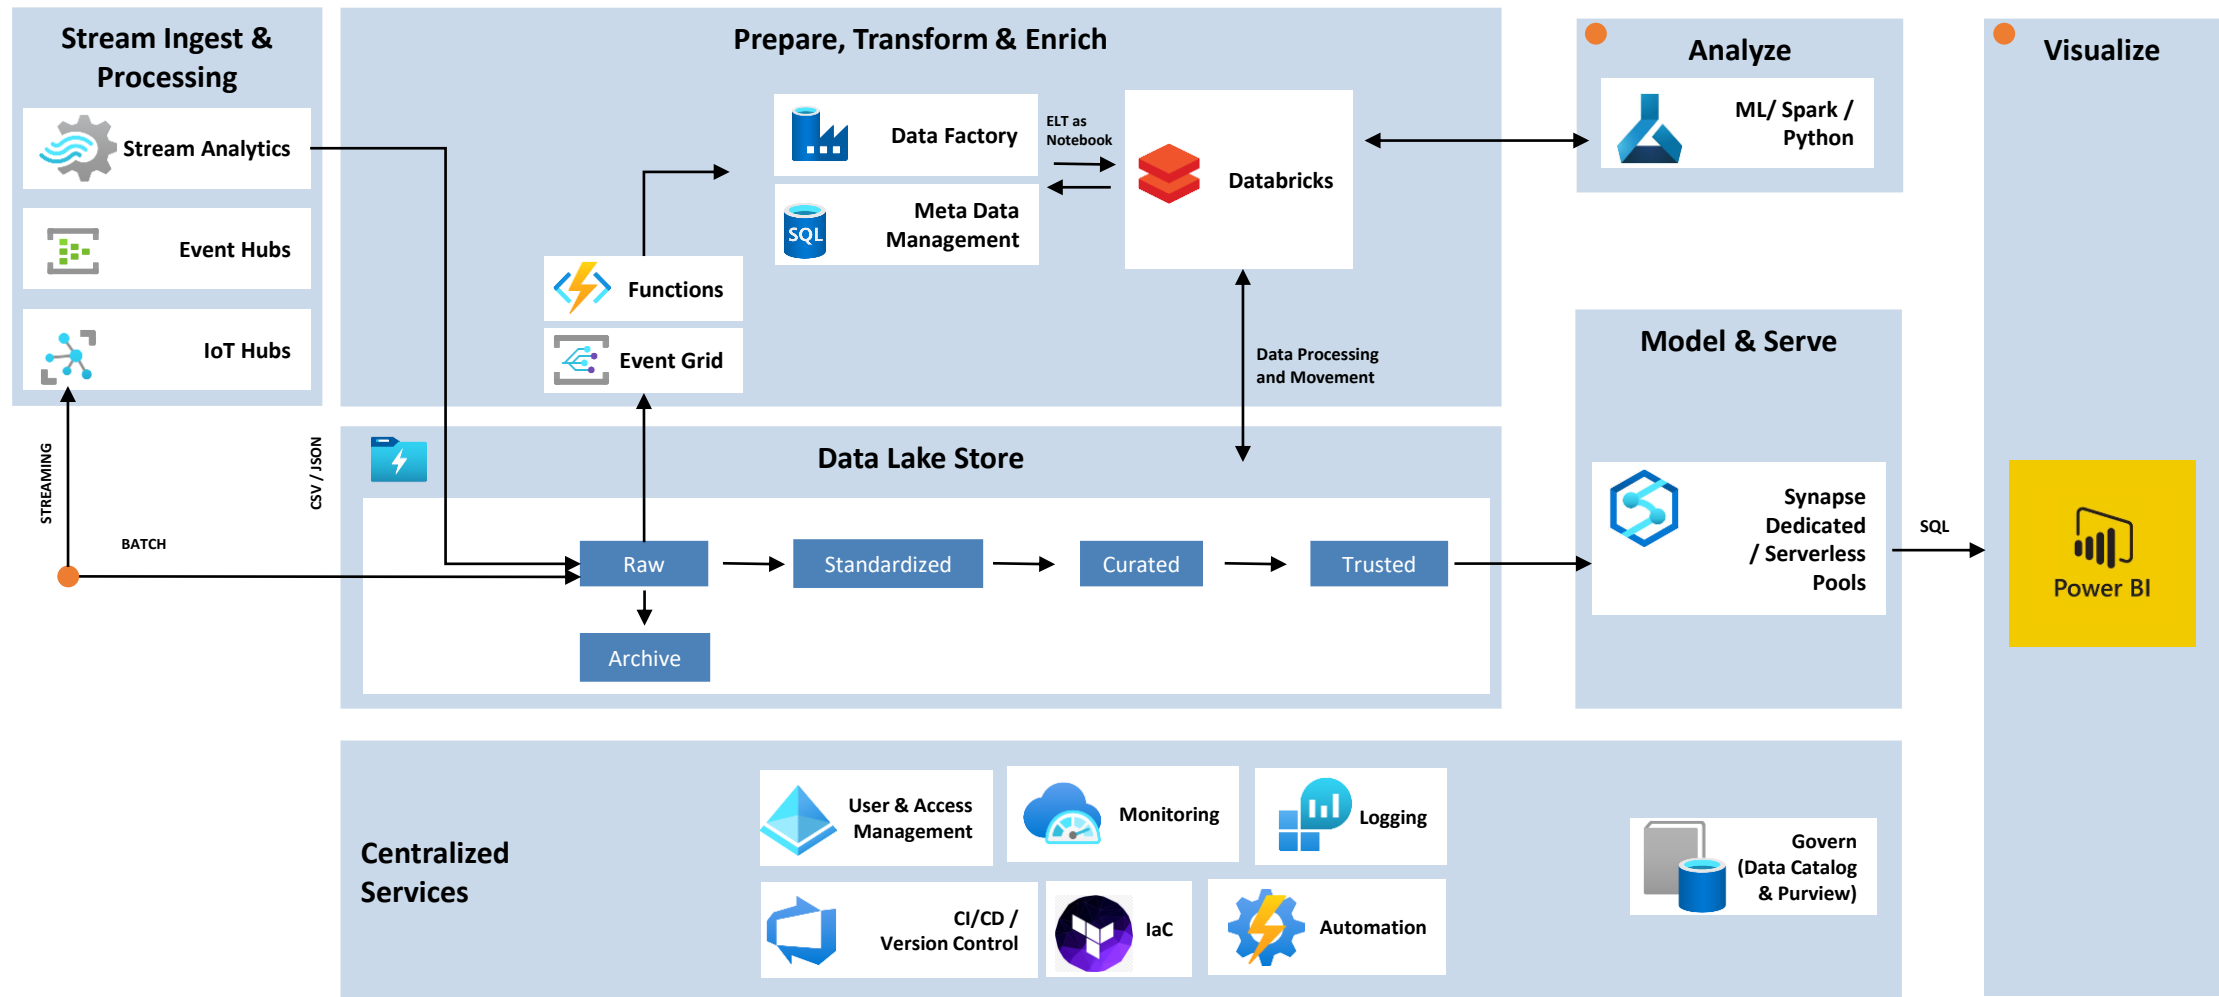 Stream Ingest &
Processing
Stream Analytics
Event Hubs
IoT Hubs
STREAMING
BATCH
CSV / JSON
Prepare, Transform & Enrich
Data Factory
Meta Data
Management
SQL
ELT as
Notebook
Databricks
Functions
Event Grid
Data Processing
and Movement
Data Lake Store
Raw
Standardized
Curated
Trusted
Archive
Analyze
ML/ Spark /
Python
Model & Serve
Synapse
Dedicated
/ Serverless
Pools
SQL
Visualize
Power BI
Centralized
Services
User & Access
Management
Monitoring
Logging
CI/CD /
Version Control
IaC
Automation
Govern
(Data Catalog
& Purview)